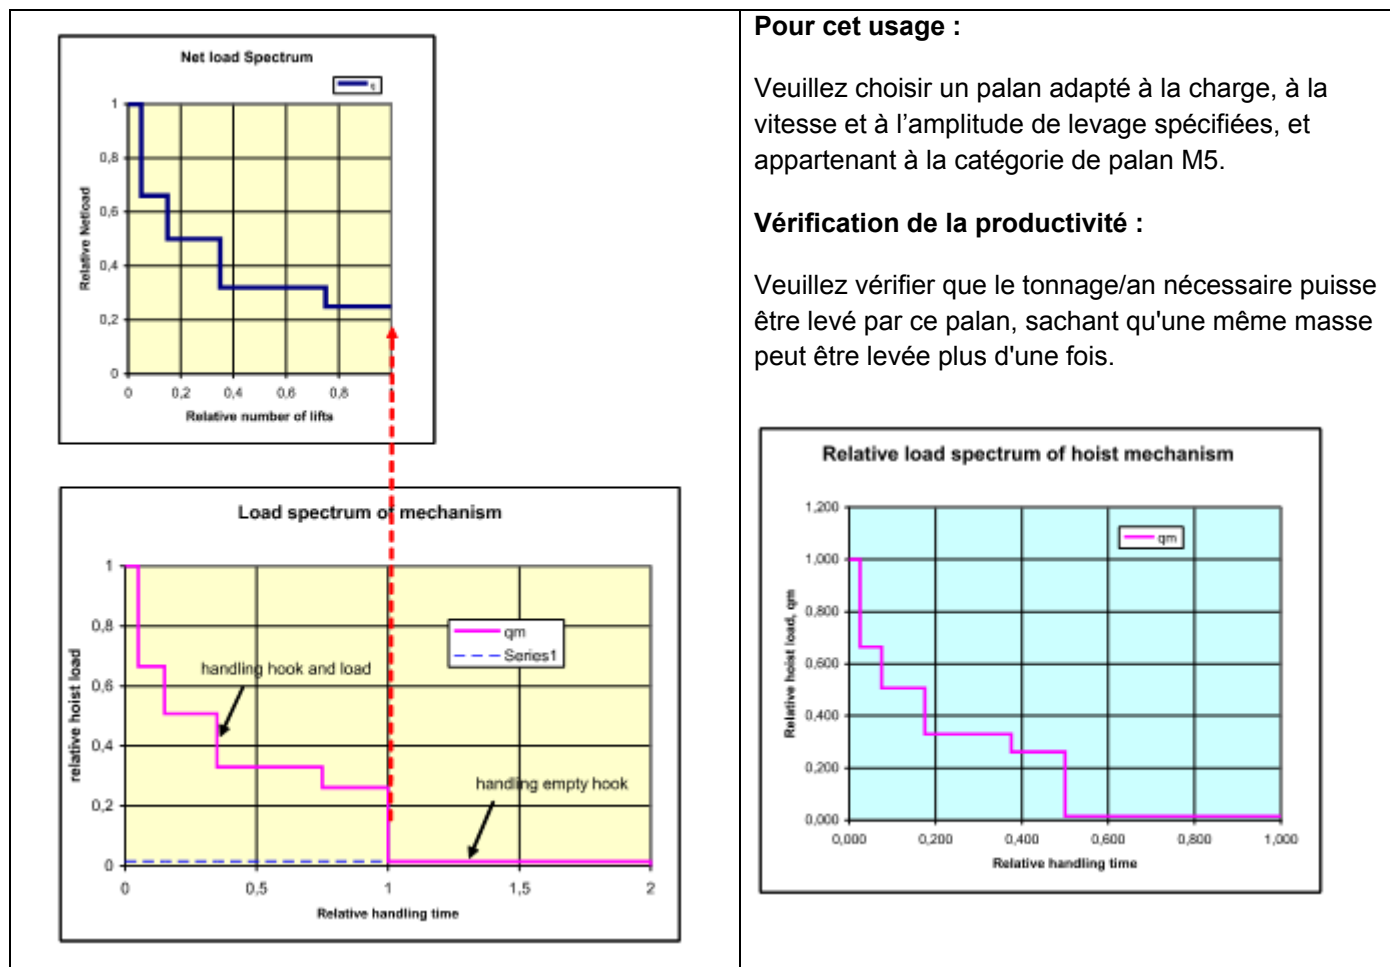 Net load Spectrum
q
1
0,8
0,6
0,4
0,2
0
0 0,2 0,4 0,6 0,8
Relative Netload
Relative number of lifts
Load spectrum of mechanism
1
0,8
0,6
0,4
0,2
0
0 0,5 1 1,5 2
relative hoist load
qm
Series1
handling hook and load
handling empty hook
Relative handling time
Pour cet usage :
Veuillez choisir un palan adapté à la charge, à la
vitesse et à l’amplitude de levage spécifiées, et
appartenant à la catégorie de palan M5.
Vérification de la productivité :
Veuillez vérifier que le tonnage/an nécessaire puisse
être levé par ce palan, sachant qu'une même masse
peut être levée plus d'une fois.
Relative load spectrum of hoist mechanism
1,200
1,000
0,800
0,600
0,400
0,200
0,000
0,000 0,200 0,400 0,600 0,800 1,000
Relative hoist load, qm
qm
Relative handling time